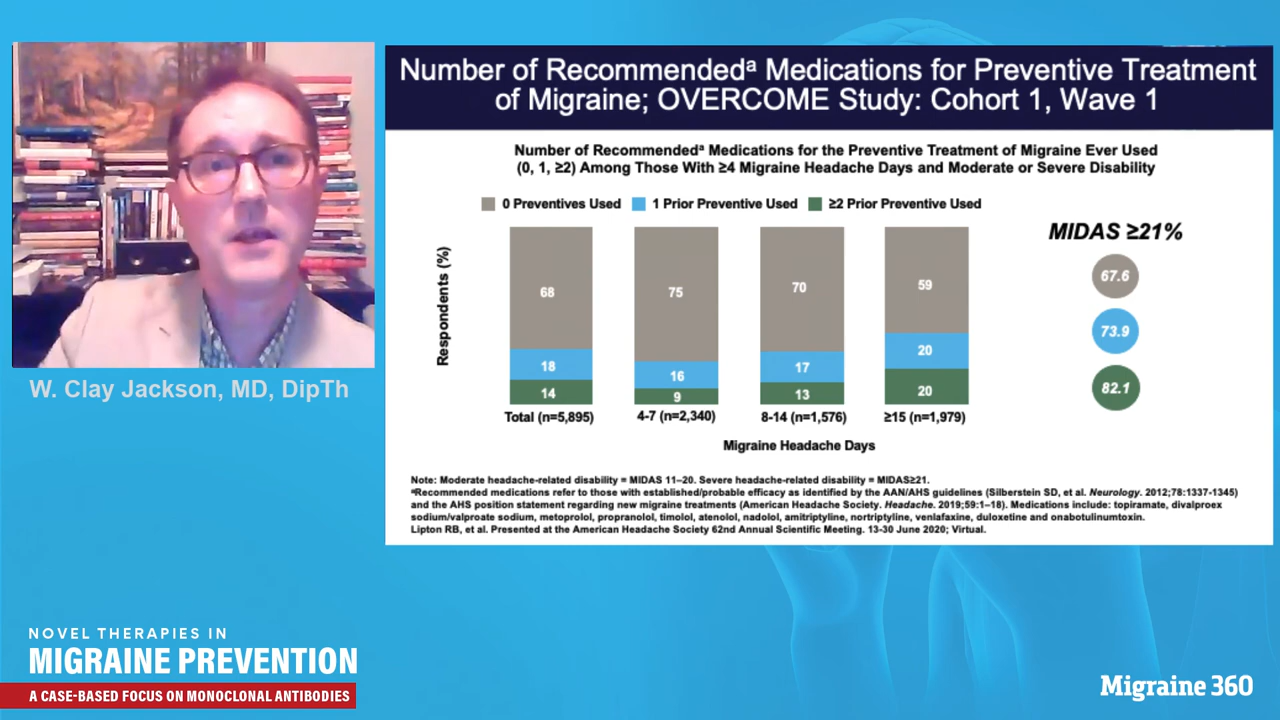 Number of Recommendedᵃ Medications for Preventive Treatment
of Migraine; OVERCOME Study: Cohort 1, Wave 1
Number of Recommendedᵃ Medications for the Preventive Treatment of Migraine Ever Used
(0, 1, ≥2) Among Those With ≥4 Migraine Headache Days and Moderate or Severe Disability
0 Preventives Used 1 Prior Preventive Used ≥2 Prior Preventive Used
Respondents (%)
68 75 70 59
18 16 17 20
14 9 13 20
Total (n=5,895) 4-7 (n=2,340) 8-14 (n=1,576) ≥15 (n=1,979)
Migraine Headache Days
MIDAS ≥21%
67.6
73.9
82.1
Note: Moderate headache-related disability = MIDAS 11–20. Severe headache-related disability = MIDAS≥21.
ᵃRecommended medications refer to those with established/probable efficacy as identified by the AAN/AHS guidelines (Silberstein SD, et al. Neurology. 2012;78:1337-1345)
and the AHS position statement regarding new migraine treatments (American Headache Society. Headache. 2019;59:1–18). Medications include: topiramate, divalproex
sodium/valproate sodium, metoprolol, propranolol, timolol, atenolol, nadolol, amitriptyline, nortriptyline, venlafaxine, duloxetine and onabotulinumtoxin.
Lipton RB, et al. Presented at the American Headache Society 62nd Annual Scientific Meeting. 13-30 June 2020; Virtual.
W. Clay Jackson, MD, DipTh
NOVEL THERAPIES IN
MIGRAINE PREVENTION
A CASE-BASED FOCUS ON MONOCLONAL ANTIBODIES
Migraine 360